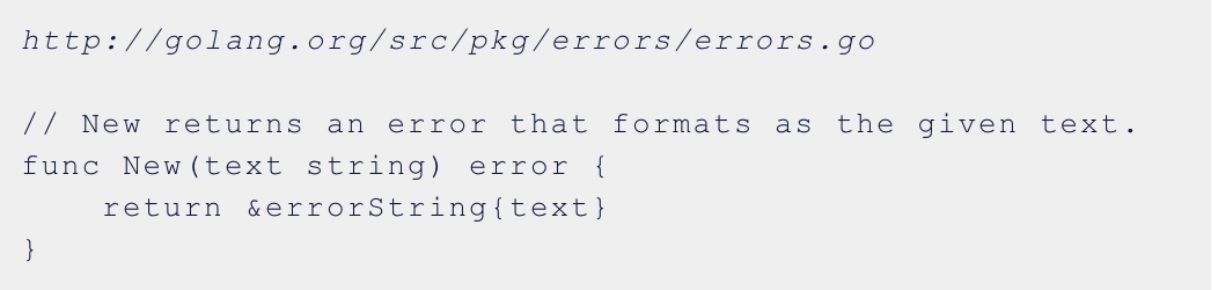 http://golang.org/src/pkg/errors/errors.go
// New returns an error that formats as the given text.
func New(text string) error {
    return &errorString{text}
}